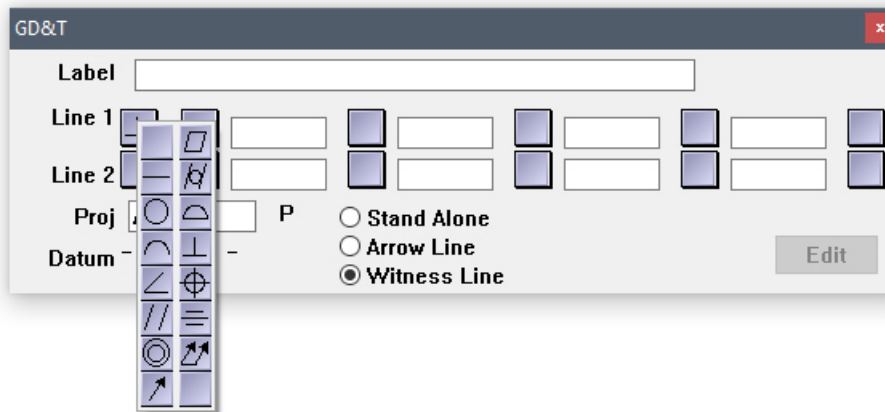 GD&T x
Label
Line 1
Line 2
Proj P
Stand Alone
Datum - -
Arrow Line
Edit
Witness Line